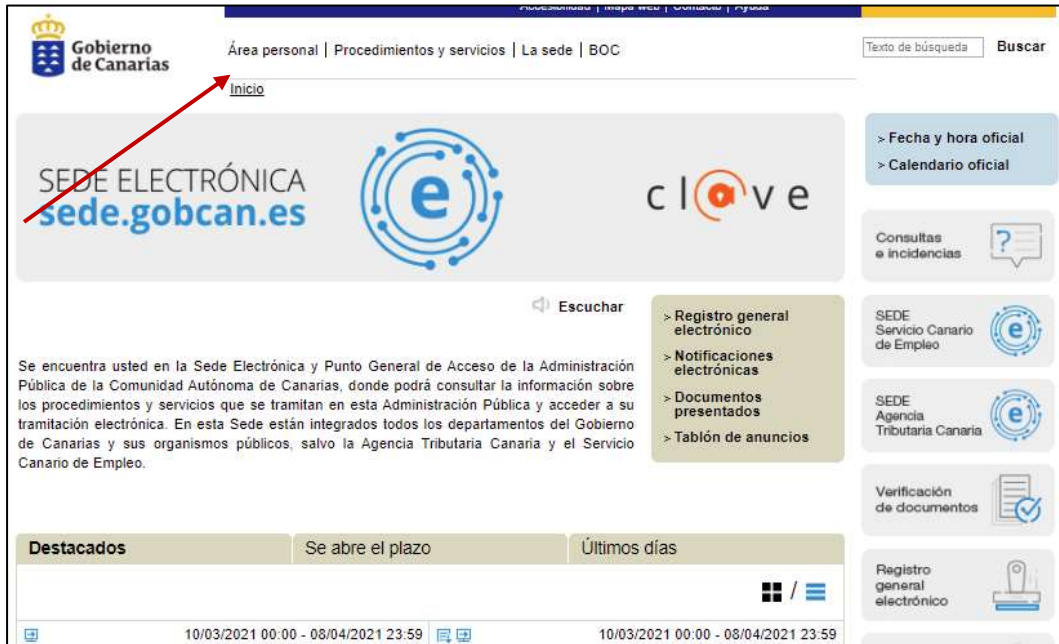 Accesibilidad | Mapa web | Contacto | Ayuda
Gobierno
de Canarias
Área personal | Procedimientos y servicios | La sede | BOC
Texto de búsqueda
Buscar
Inicio
SEDE ELECTRÓNICA
sede.gobcan.es
e
cl@ve
> Fecha y hora oficial
> Calendario oficial
Consultas
e incidencias
?
Escuchar
Se encuentra usted en la Sede Electrónica y Punto General de Acceso de la Administración
Pública de la Comunidad Autónoma de Canarias, donde podrá consultar la información sobre
los procedimientos y servicios que se tramitan en esta Administración Pública y acceder a su
tramitación electrónica. En esta Sede están integrados todos los departamentos del Gobierno
de Canarias y sus organismos públicos, salvo la Agencia Tributaria Canaria y el Servicio
Canario de Empleo.
> Registro general
electrónico
> Notificaciones
electrónicas
> Documentos
presentados
> Tablón de anuncios
SEDE
Servicio Canario
de Empleo
e
SEDE
Agencia
Tributaria Canaria
e
Verificación
de documentos
Registro
general
electrónico
Destacados
Se abre el plazo
Últimos días
/
10/03/2021 00:00 - 08/04/2021 23:59
10/03/2021 00:00 - 08/04/2021 23:59